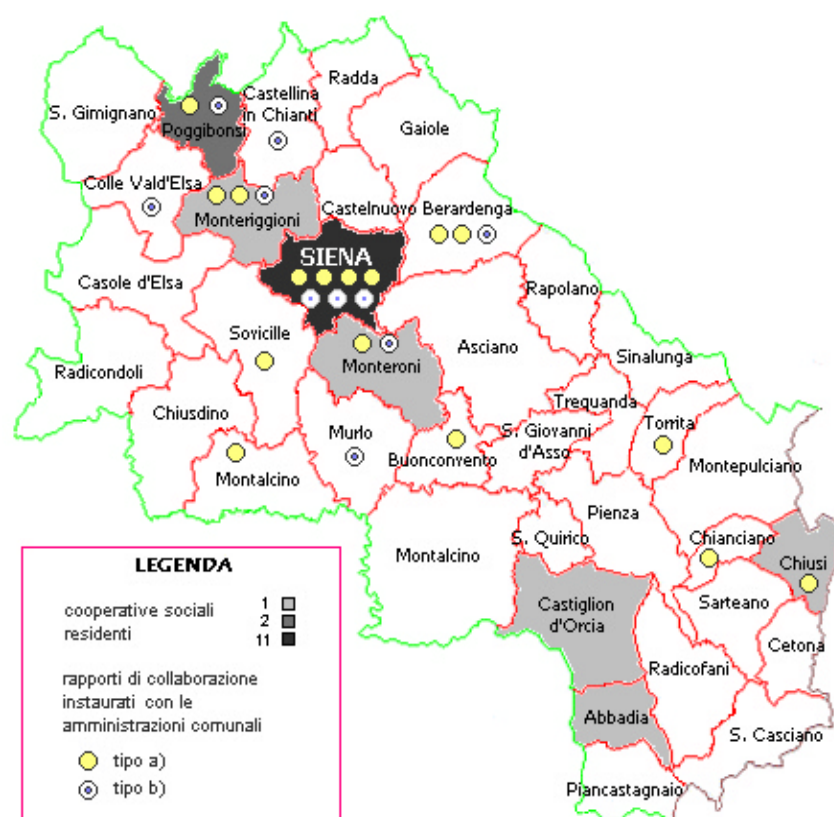 Radda
S. Gimignano
Castellina
in Chianti
Poggibonsi
Gaiole
Colle Vald'Elsa
Monteriggioni
Castelnuovo
Berardenga
SIENA
Casole d'Elsa
Rapolano
Sovicille
Asciano
Monteroni
Sinalunga
Radicondoli
Chiusdino
Trequanda
Torrita
Murlo
S. Giovanni
d'Asso
Buonconvento
Montepulciano
Montalcino
Pienza
Montalcino
S. Quirico
Chianciano
Chiusi
Castiglion
d'Orcia
Sarteano
Cetona
Radicofani
Abbadia
S. Casciano
Piancastagnaio
LEGENDA
cooperative sociali
residenti
1
2
11
rapporti di collaborazione
instaurati con le
amministrazioni comunali
tipo a)
tipo b)